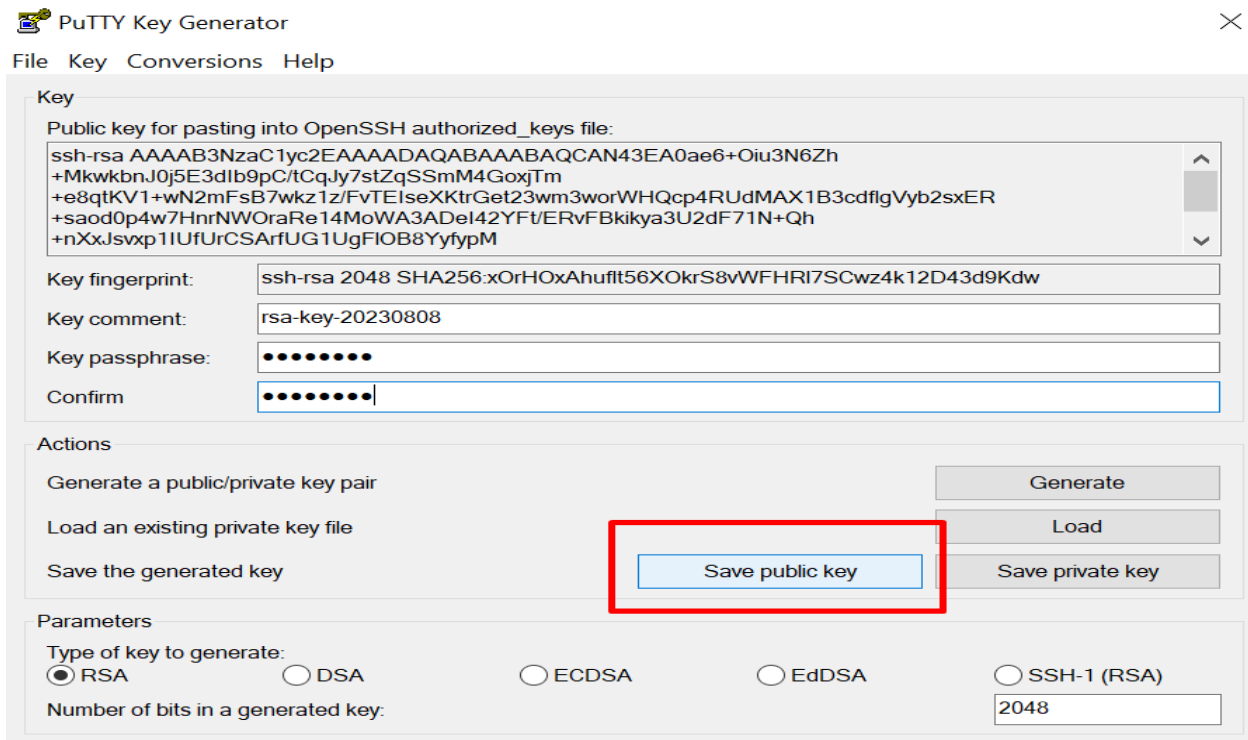 PuTTY Key Generator
File Key Conversions Help
Key
Public key for pasting into OpenSSH authorized_keys file:
ssh-rsa AAAAB3NzaC1yc2EAAAADAQABAAABAQCAN43EA0ae6+Oiu3N6Zh
+MkwkbnJ0j5E3dIb9pC/tCqJy7stZqSSmM4GoxjTm
+e8qtKV1+wN2mFsB7wkz1z/FvTEIseXKtrGet23wm3worWHQcp4RUdMAX1B3cdflgVyb2sxER
+saod0p4w7HnrNWOraRe14MoWA3ADeI42YFt/ERvFBkikya3U2dF71N+Qh
+nXxJsvxp1IUfUrCSArfUG1UgFlOB8YyfypM
Key fingerprint: ssh-rsa 2048 SHA256:xOrHOxAhuflt56XOkrS8vWFHRl7SCwz4k12D43d9Kdw
Key comment: rsa-key-20230808
Key passphrase: ●●●●●●●●
Confirm ●●●●●●●●
Actions
Generate a public/private key pair Generate
Load an existing private key file Load
Save the generated key Save public key Save private key
Parameters
Type of key to generate:
RSA DSA ECDSA EdDSA SSH-1 (RSA)
Number of bits in a generated key: 2048